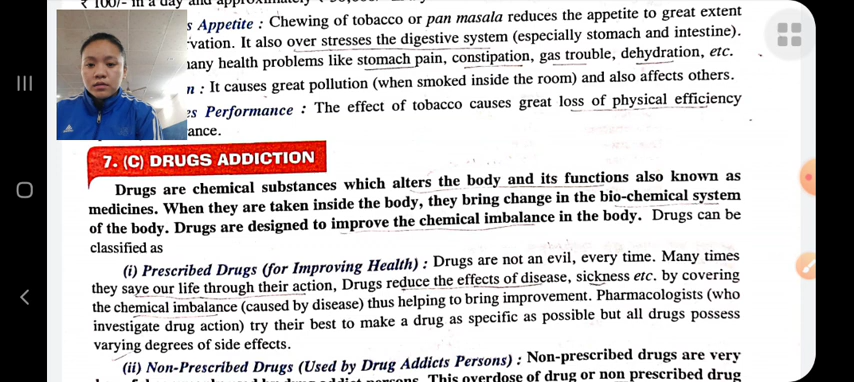 ₹ 100/- in a day and approximately
s Appetite : Chewing of tobacco or pan masala reduces the appetite to great extent
vation. It also over stresses the digestive system (especially stomach and intestine).
any health problems like stomach pain, constipation, gas trouble, dehydration, etc.
n : It causes great pollution (when smoked inside the room) and also affects others.
es Performance : The effect of tobacco causes great loss of physical efficiency
ance.
7. (C) DRUGS ADDICTION
Drugs are chemical substances which alters the body and its functions also known as
medicines. When they are taken inside the body, they bring change in the bio-chemical system
of the body. Drugs are designed to improve the chemical imbalance in the body. Drugs can be
classified as
(i) Prescribed Drugs (for Improving Health) : Drugs are not an evil, every time. Many times
they save our life through their action, Drugs reduce the effects of disease, sickness etc. by covering
the chemical imbalance (caused by disease) thus helping to bring improvement. Pharmacologists (who
investigate drug action) try their best to make a drug as specific as possible but all drugs possess
varying degrees of side effects.
(ii) Non-Prescribed Drugs (Used by Drug Addicts Persons) : Non-prescribed drugs are very
persons. This overdose of drug or non prescribed drug